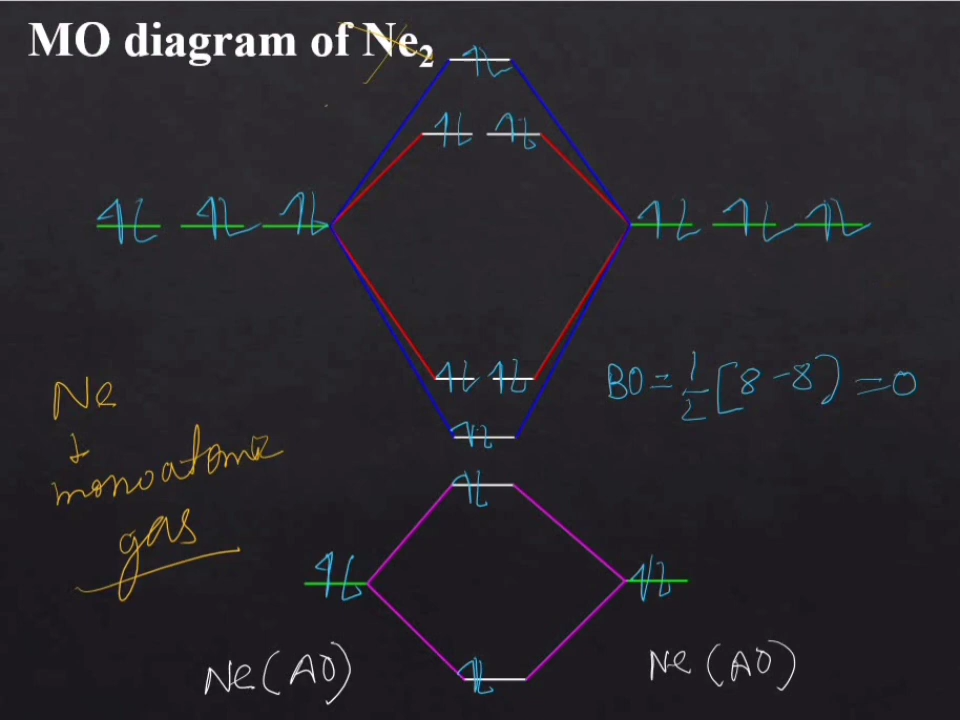 MO diagram of Ne₂
BO = 1/2 [8 - 8) = 0
Ne
↓
monoatomic
gas
Ne (AO)
Ne (AO)